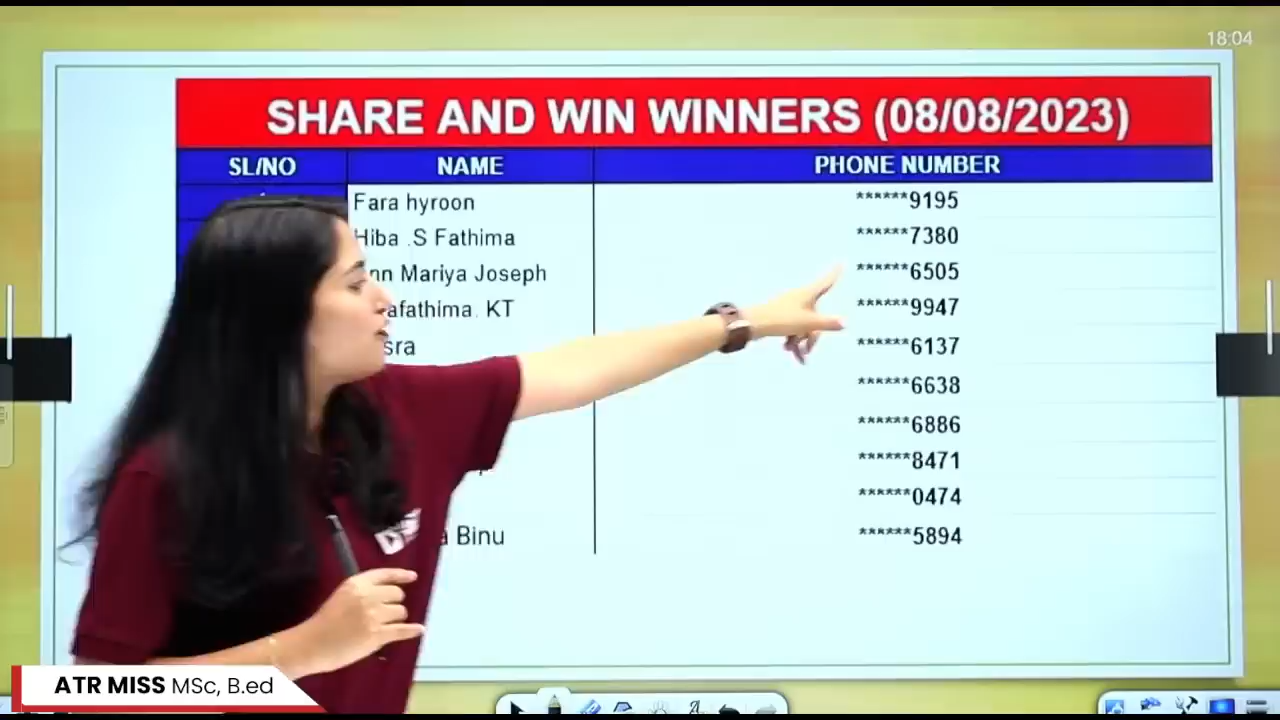 18:04
SHARE AND WIN WINNERS (08/08/2023)
SL/NO NAME PHONE NUMBER
Fara hyroon ******9195
Hiba .S Fathima ******7380
Mariya Joseph ******6505
KT ******9947
******6137
******6638
******6886
******8471
******0474
Binu ******5894
ATR MISS MSc, B.ed